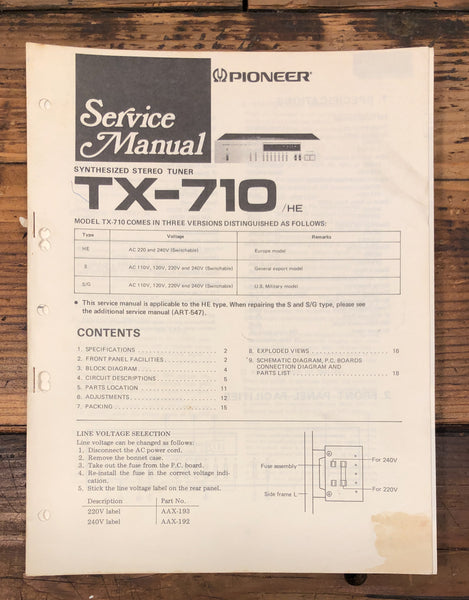 PIONEER
Service
Manual
SYNTHESIZED STEREO TUNER
TX-710 /HE
MODEL TX-710 COMES IN THREE VERSIONS DISTINGUISHED AS FOLLOWS:
Type Voltage Remarks
HE AC 220 and 240V (Switchable) Europe model
S AC 110V, 120V, 220V and 240V (Switchable) General export model
S/G AC 110V, 120V, 220V and 240V (Switchable) U.S. Military model
● This service manual is applicable to the HE type. When repairing the S and S/G type, please see
the additional service manual (ART-547).
CONTENTS
1. SPECIFICATIONS 2
2. FRONT PANEL FACILITIES 2
3. BLOCK DIAGRAM 4
4. CIRCUIT DESCRIPTIONS 5
5. PARTS LOCATION 11
6. ADJUSTMENTS 12
7. PACKING 15
8. EXPLODED VIEWS 16
9. SCHEMATIC DIAGRAM, P.C. BOARDS
CONNECTION DIAGRAM AND
PARTS LIST 18
LINE VOLTAGE SELECTION
Line voltage can be changed as follows:
1. Disconnect the AC power cord.
2. Remove the bonnet case.
3. Take out the fuse from the P.C. board.
4. Re-install the fuse in the correct voltage indi-
cation.
5. Stick the line voltage label on the rear panel.
Description Part No.
220V label AAX-193
240V label AAX-192
Fuse assembly
Side frame L
For 240V
For 220V